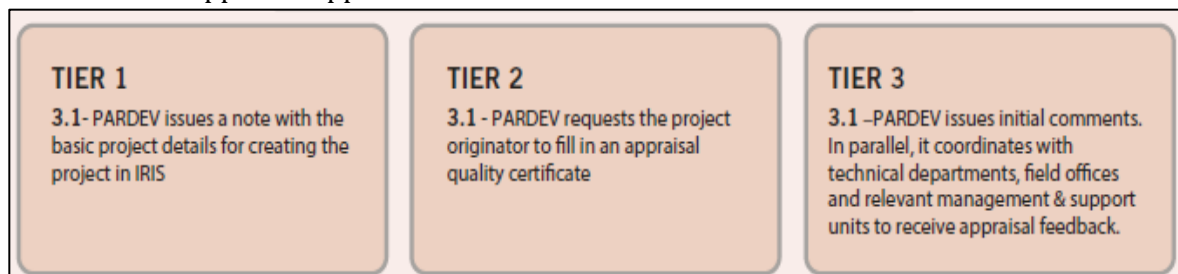 TIER 1
3.1- PARDEV issues a note with the
basic project details for creating the
project in IRIS
TIER 2
3.1 - PARDEV requests the project
originator to fill in an appraisal
quality certificate
TIER 3
3.1 –PARDEV issues initial comments.
In parallel, it coordinates with
technical departments, field offices
and relevant management & support
units to receive appraisal feedback.